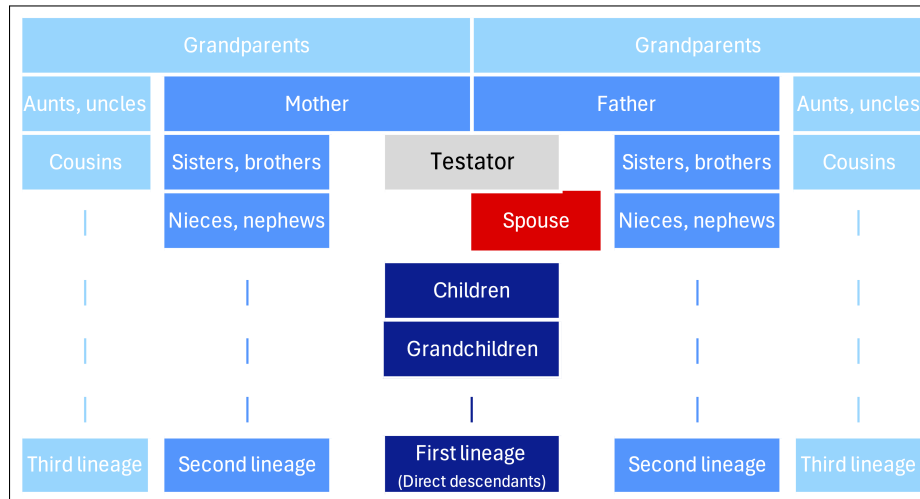 Grandparents
Grandparents
Aunts, uncles
Mother
Father
Aunts, uncles
Cousins
Sisters, brothers
Testator
Sisters, brothers
Cousins
Nieces, nephews
Spouse
Nieces, nephews
Children
Grandchildren
Third lineage
Second lineage
First lineage
(Direct descendants)
Second lineage
Third lineage